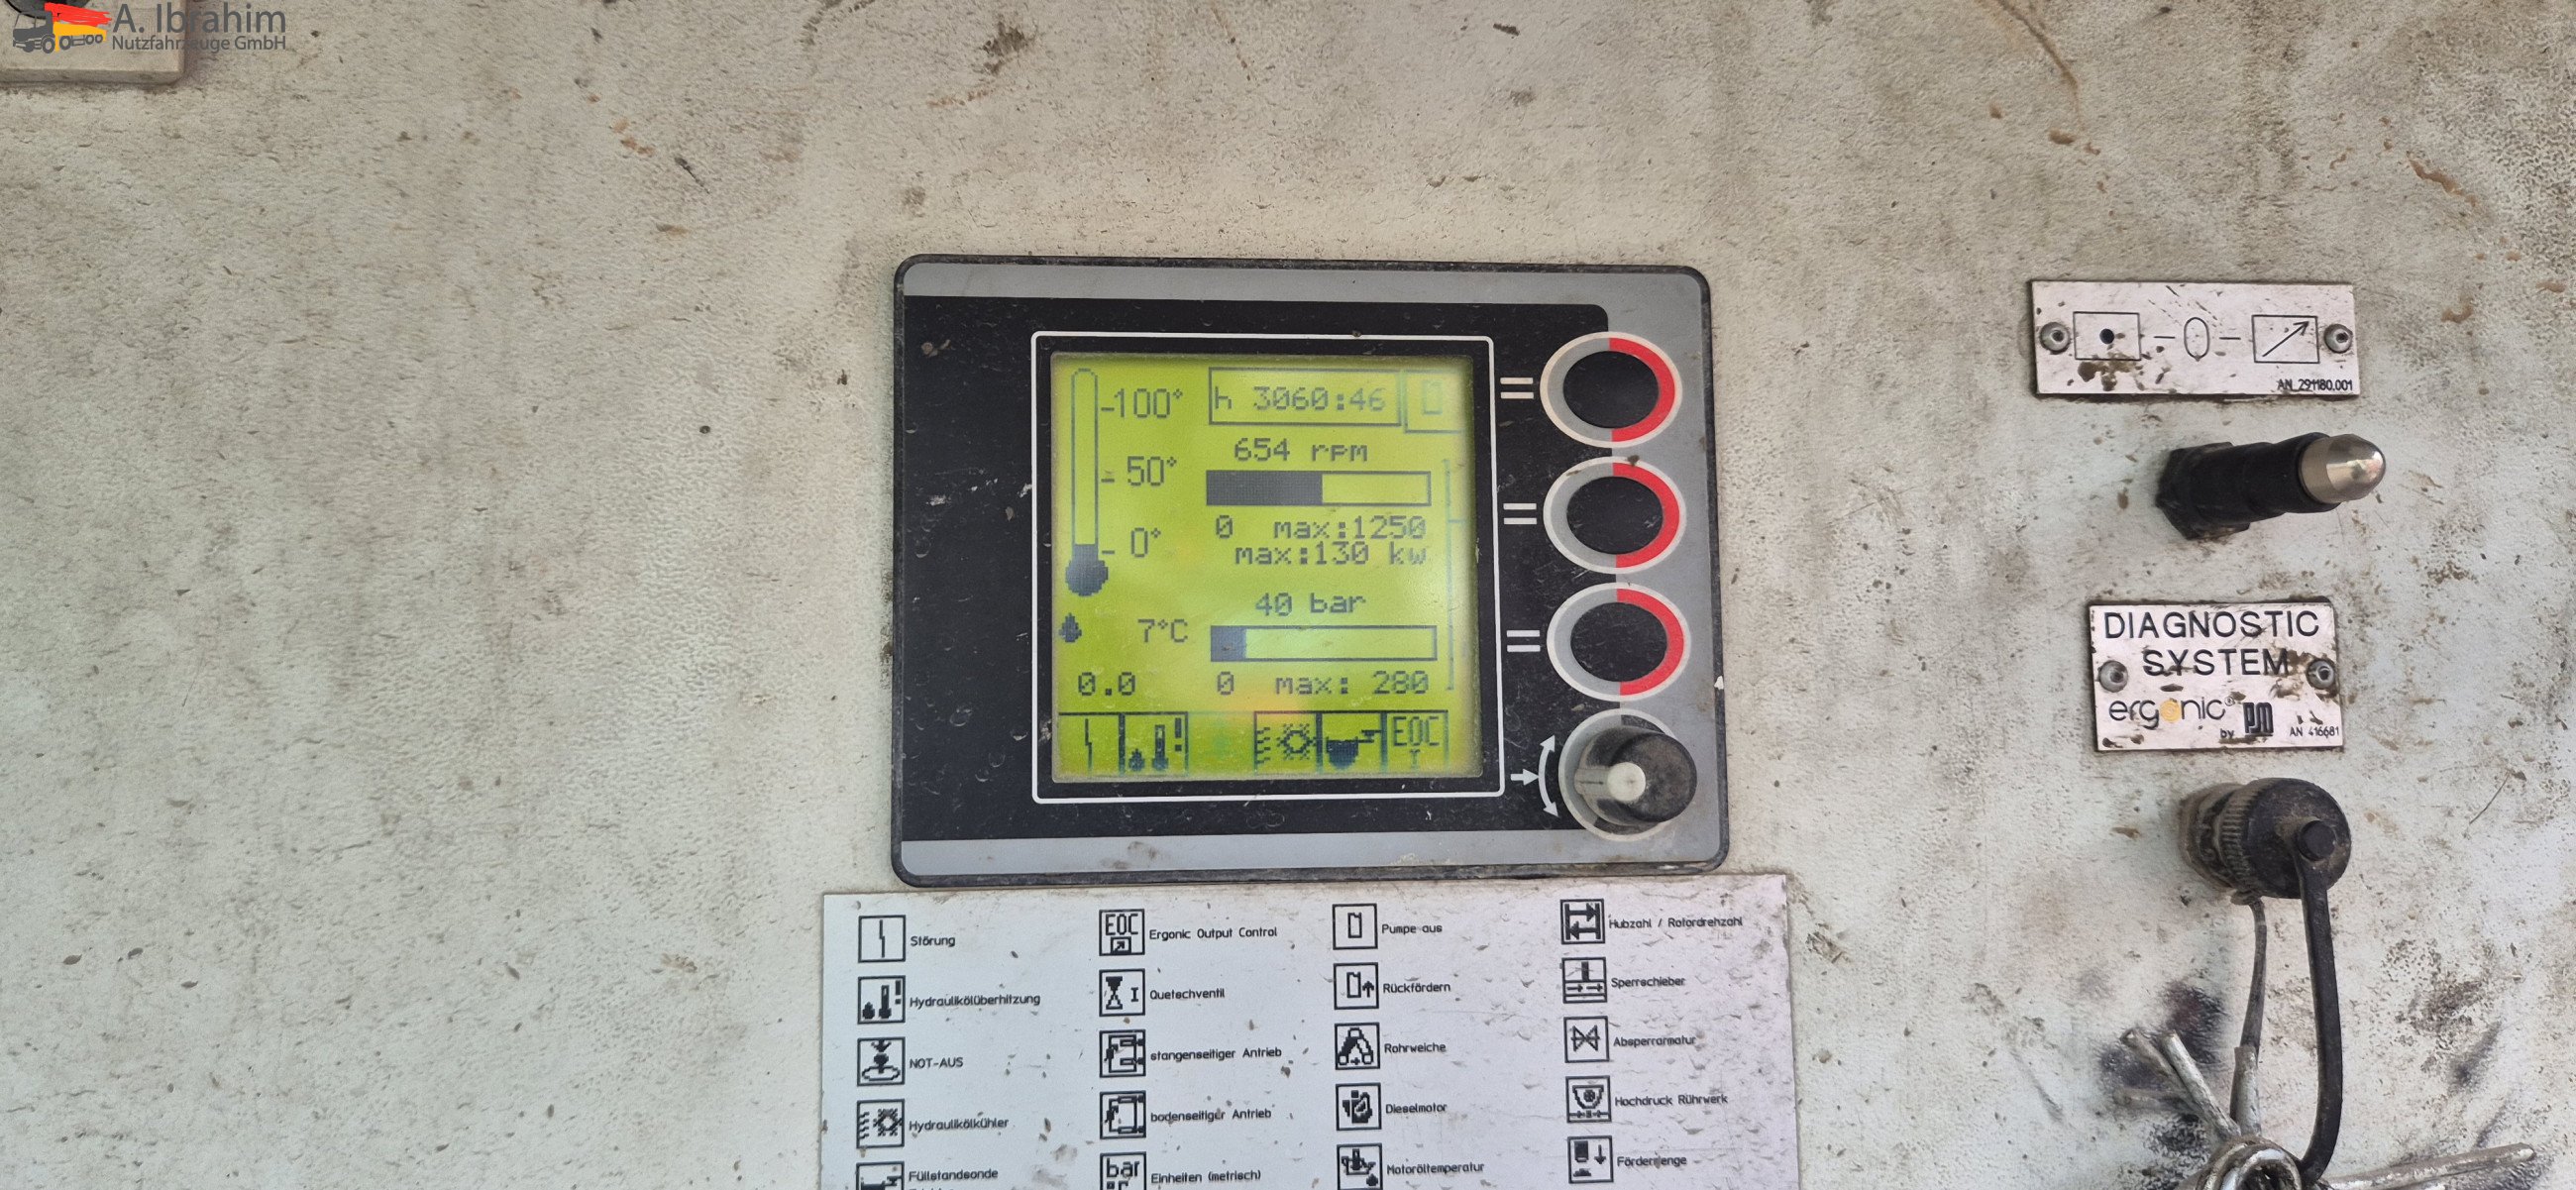 A. Ibrahim
Nutzfahrzeuge GmbH
100°
50°
0°
7°C
0.0
h 3060:46
654 rpm
0 max:1250
max:130 kw
40 bar
0 max: 280
EOC
I
AN 291180.001
DIAGNOSTIC
SYSTEM
ergonic®
by PM AN 416681
Störung
Hydraulikölüberhitzung
NOT-AUS
Hydraulikölkühler
Füllstandsonde
EOC
Ergonic Output Control
I
Quetschventil
stangenseitiger Antrieb
bodenseitiger Antrieb
bar
Einheiten (metrisch)
Pumpe aus
Rückfördern
Rohrweiche
Dieselmotor
Motoröltemperatur
Hubzahl / Rotordrehzahl
Sperrschieber
Absperrarmatur
Hochdruck Rührwerk
Fördermenge